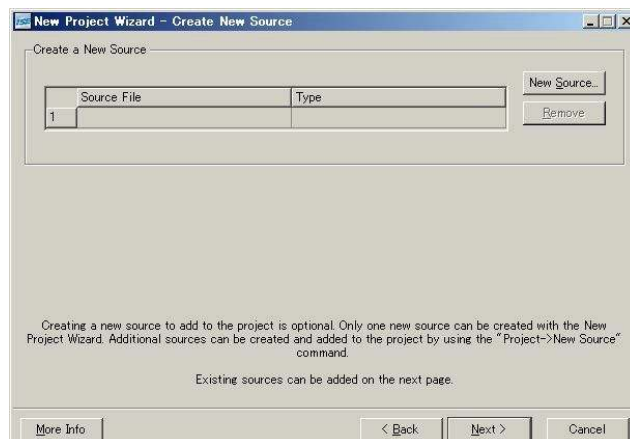 ISE New Project Wizard - Create New Source
Create a New Source
Source File Type
1
New Source...
Remove
Creating a new source to add to the project is optional. Only one new source can be created with the New
Project Wizard. Additional sources can be created and added to the project by using the "Project->New Source"
command.
Existing sources can be added on the next page.
More Info < Back Next > Cancel